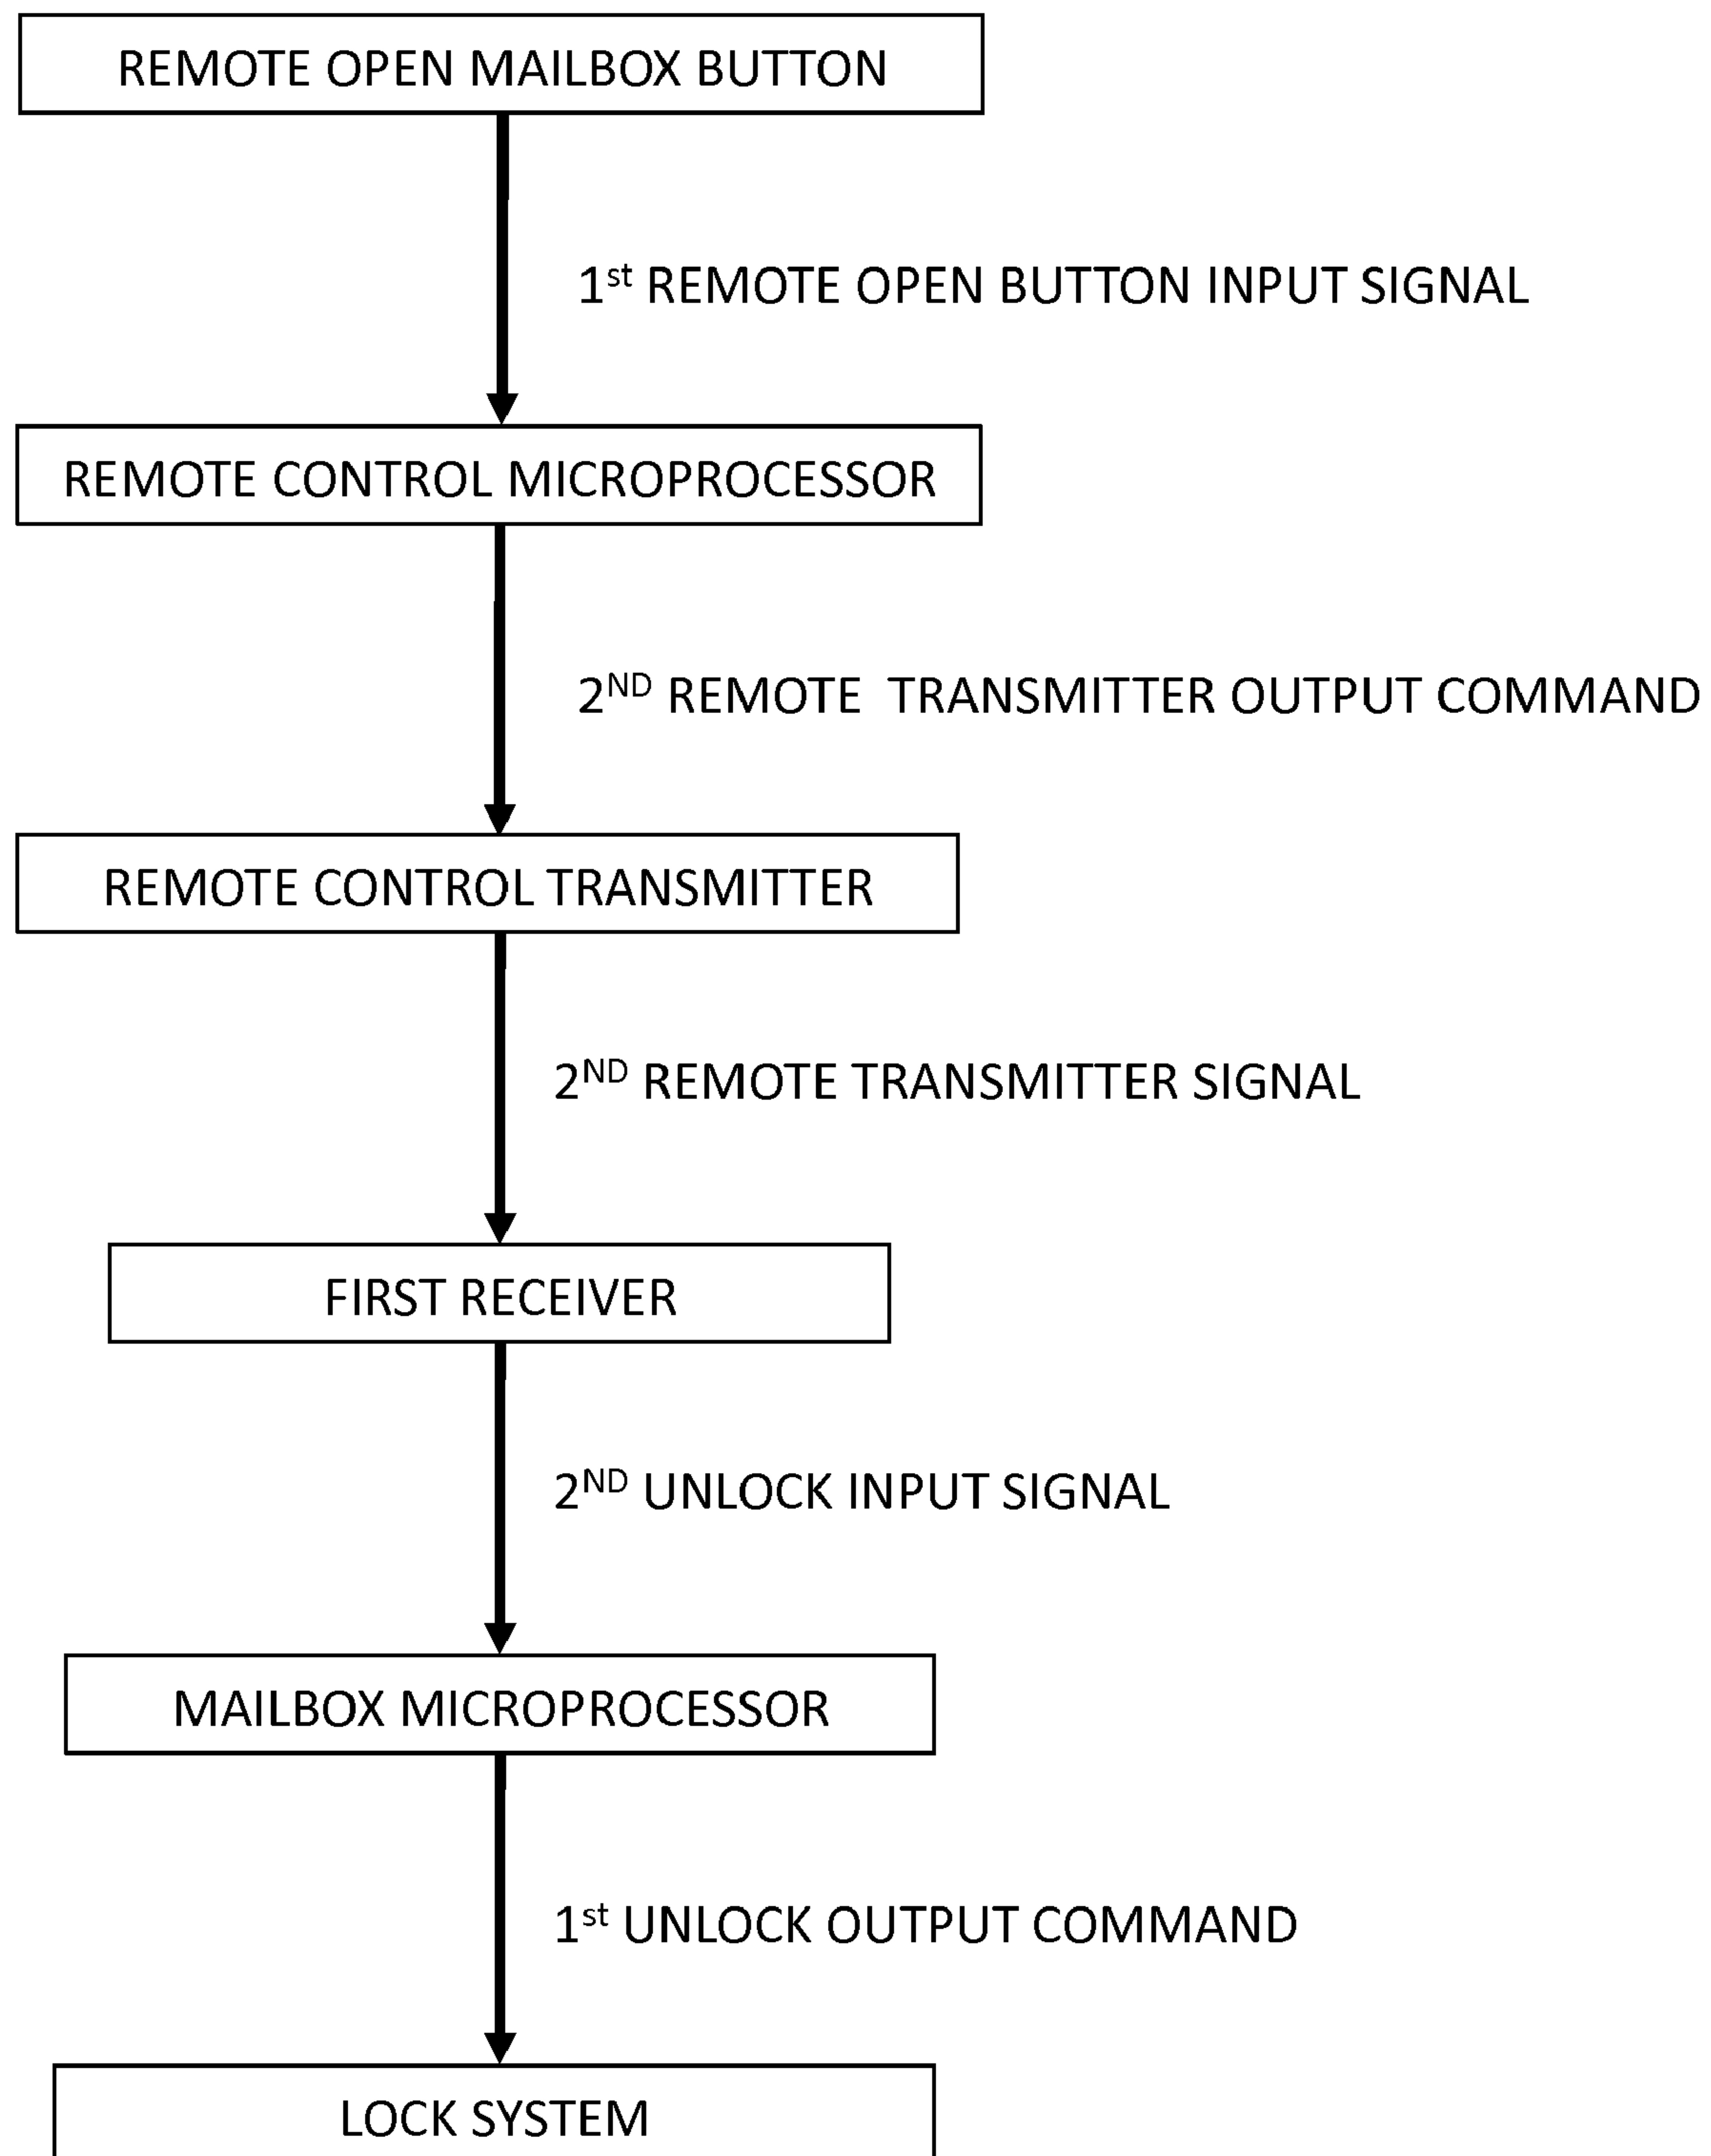 REMOTE OPEN MAILBOX BUTTON
1st REMOTE OPEN BUTTON INPUT SIGNAL
REMOTE CONTROL MICROPROCESSOR
2ND REMOTE TRANSMITTER OUTPUT COMMAND
REMOTE CONTROL TRANSMITTER
2ND REMOTE TRANSMITTER SIGNAL
FIRST RECEIVER
2ND UNLOCK INPUT SIGNAL
MAILBOX MICROPROCESSOR
1st UNLOCK OUTPUT COMMAND
LOCK SYSTEM